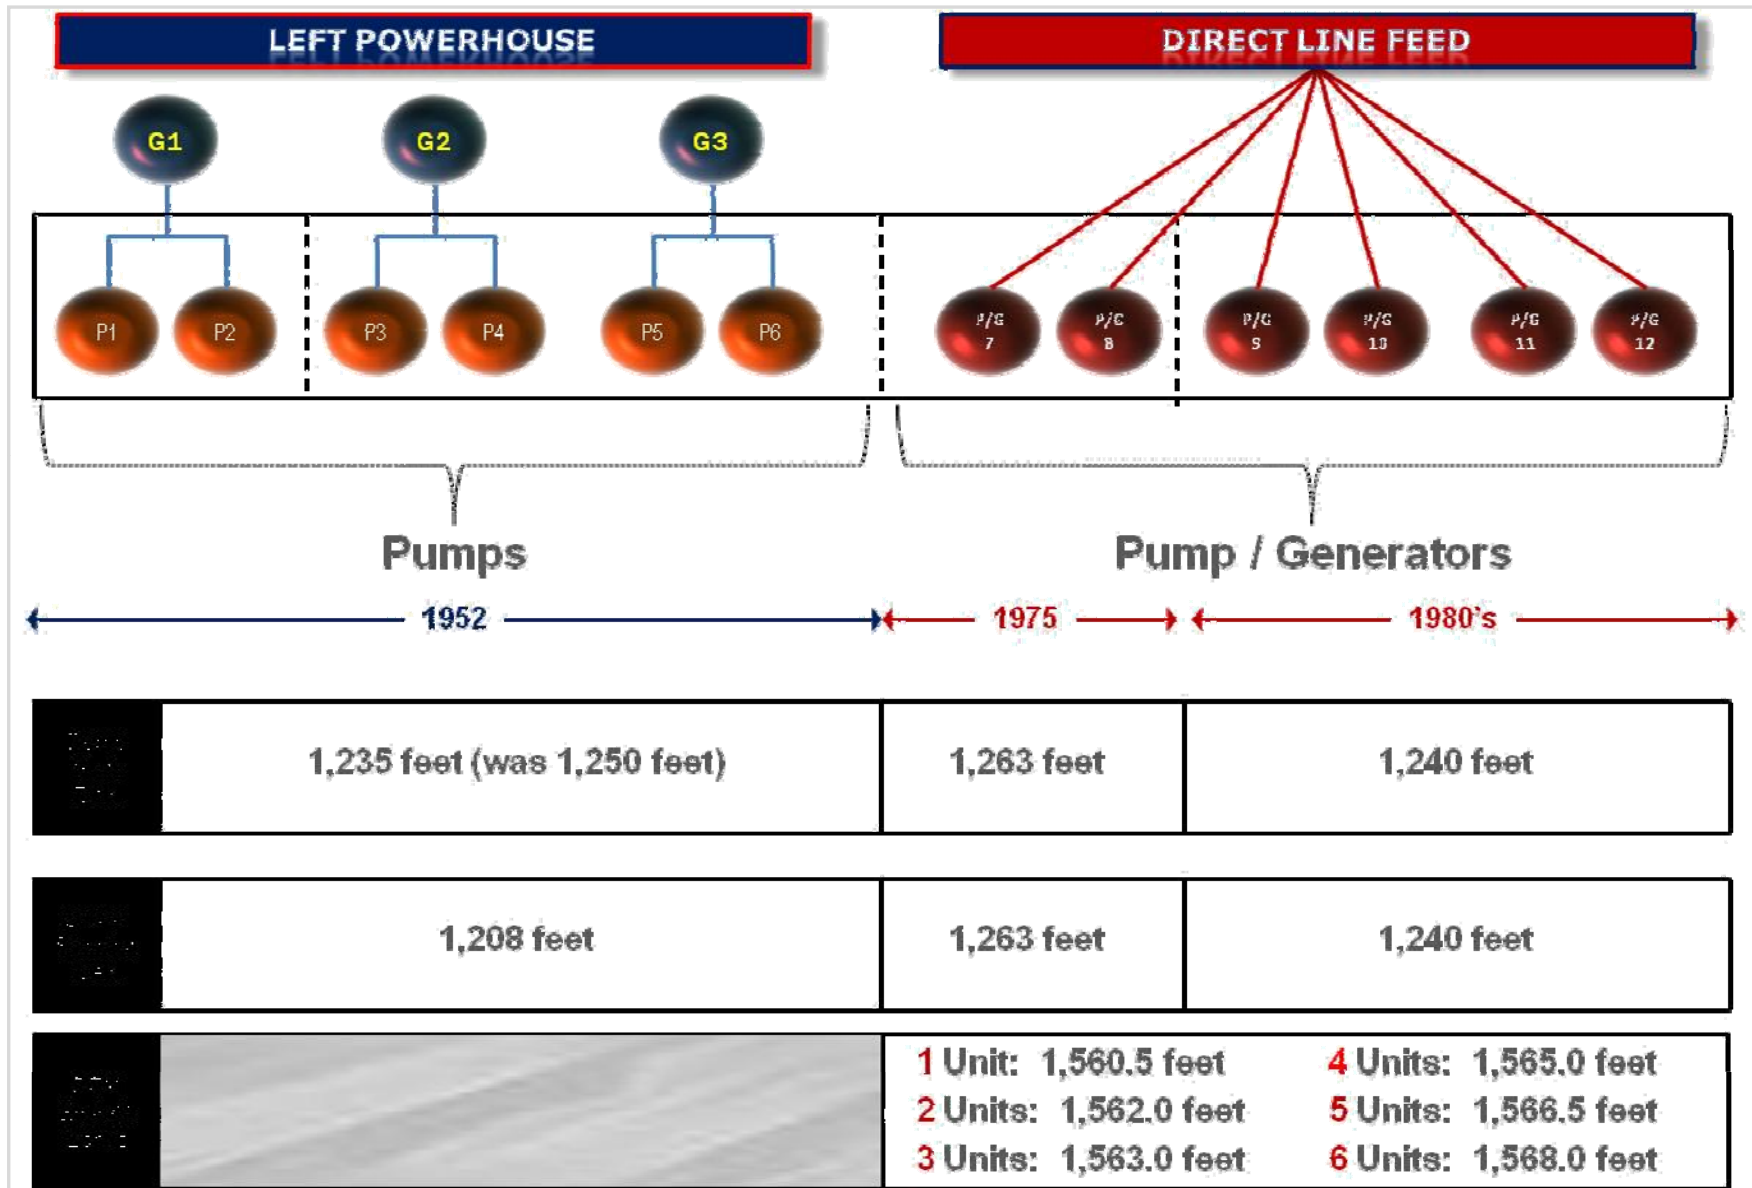 LEFT POWERHOUSE
DIRECT LINE FEED
G1
G2
G3
P1
P2
P3
P4
P5
P6
P/G
7
P/G
8
P/G
9
P/G
10
P/G
11
P/G
12
Pumps
Pump / Generators
1952
1975
1980's
1,235 feet (was 1,250 feet)
1,263 feet
1,240 feet
1,208 feet
1,263 feet
1,240 feet
1 Unit: 1,560.5 feet
4 Units: 1,565.0 feet
2 Units: 1,562.0 feet
5 Units: 1,566.5 feet
3 Units: 1,563.0 feet
6 Units: 1,568.0 feet